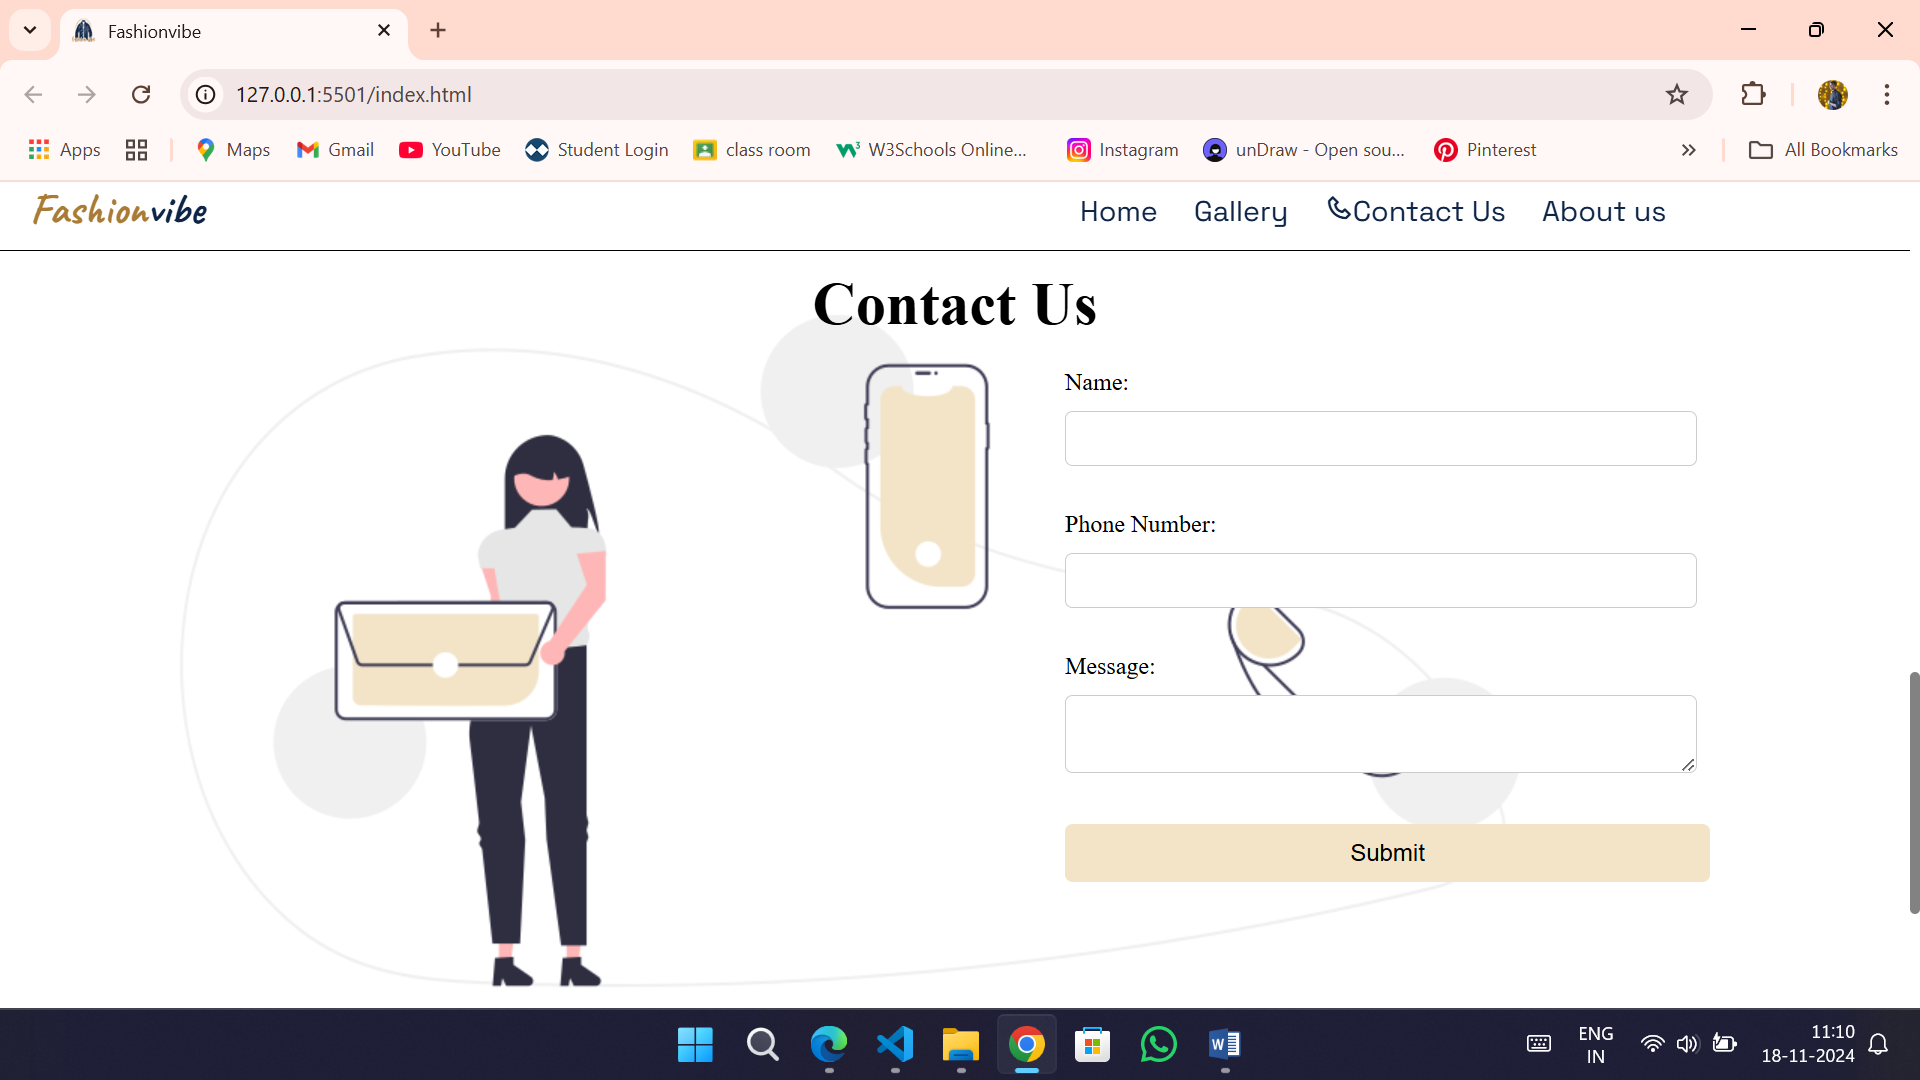 Fashionvibe
127.0.0.1:5501/index.html
Apps Maps Gmail YouTube Student Login class room W3Schools Online... Instagram unDraw - Open sou... Pinterest All Bookmarks
Fashionvibe Home Gallery Contact Us About us
Contact Us
Name:
Phone Number:
Message:
Submit
ENG
IN
11:10
18-11-2024